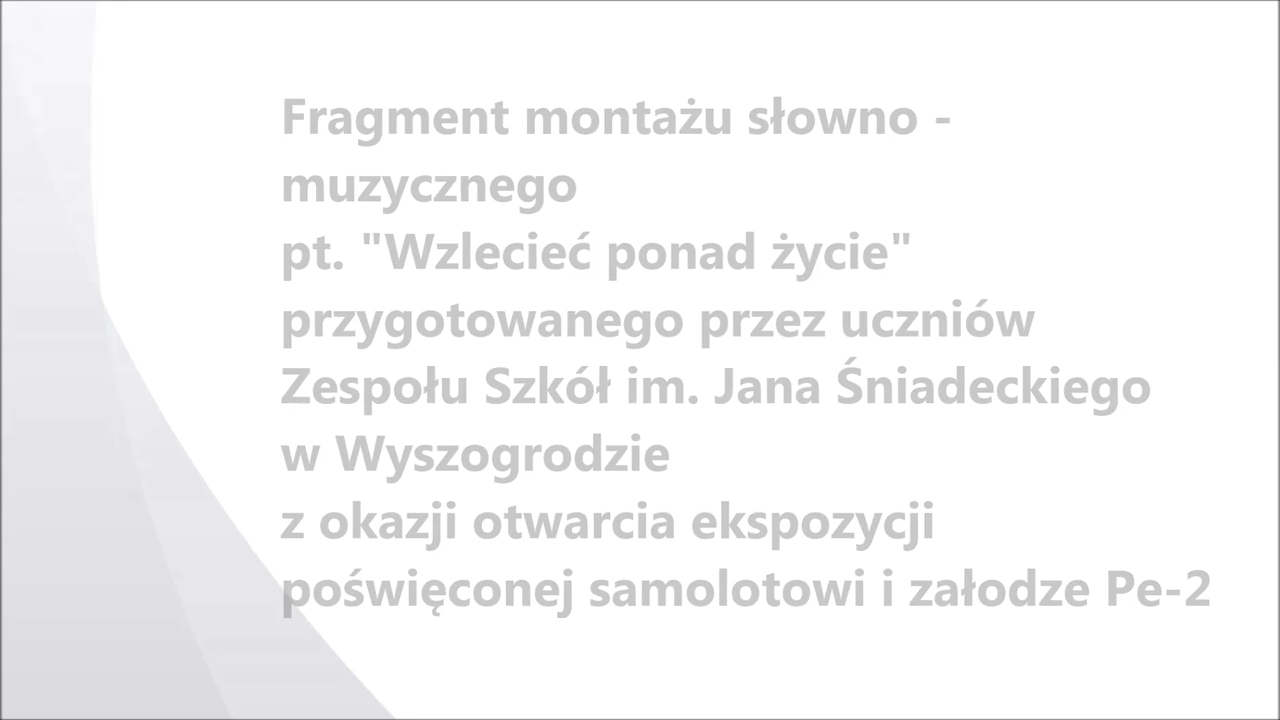 Fragment montażu słowno -
muzycznego
pt. "Wzlecieć ponad życie"
przygotowanego przez uczniów
Zespołu Szkół im. Jana Śniadeckiego
w Wyszogrodzie
z okazji otwarcia ekspozycji
poświęconej samolotowi i załodze Pe-2